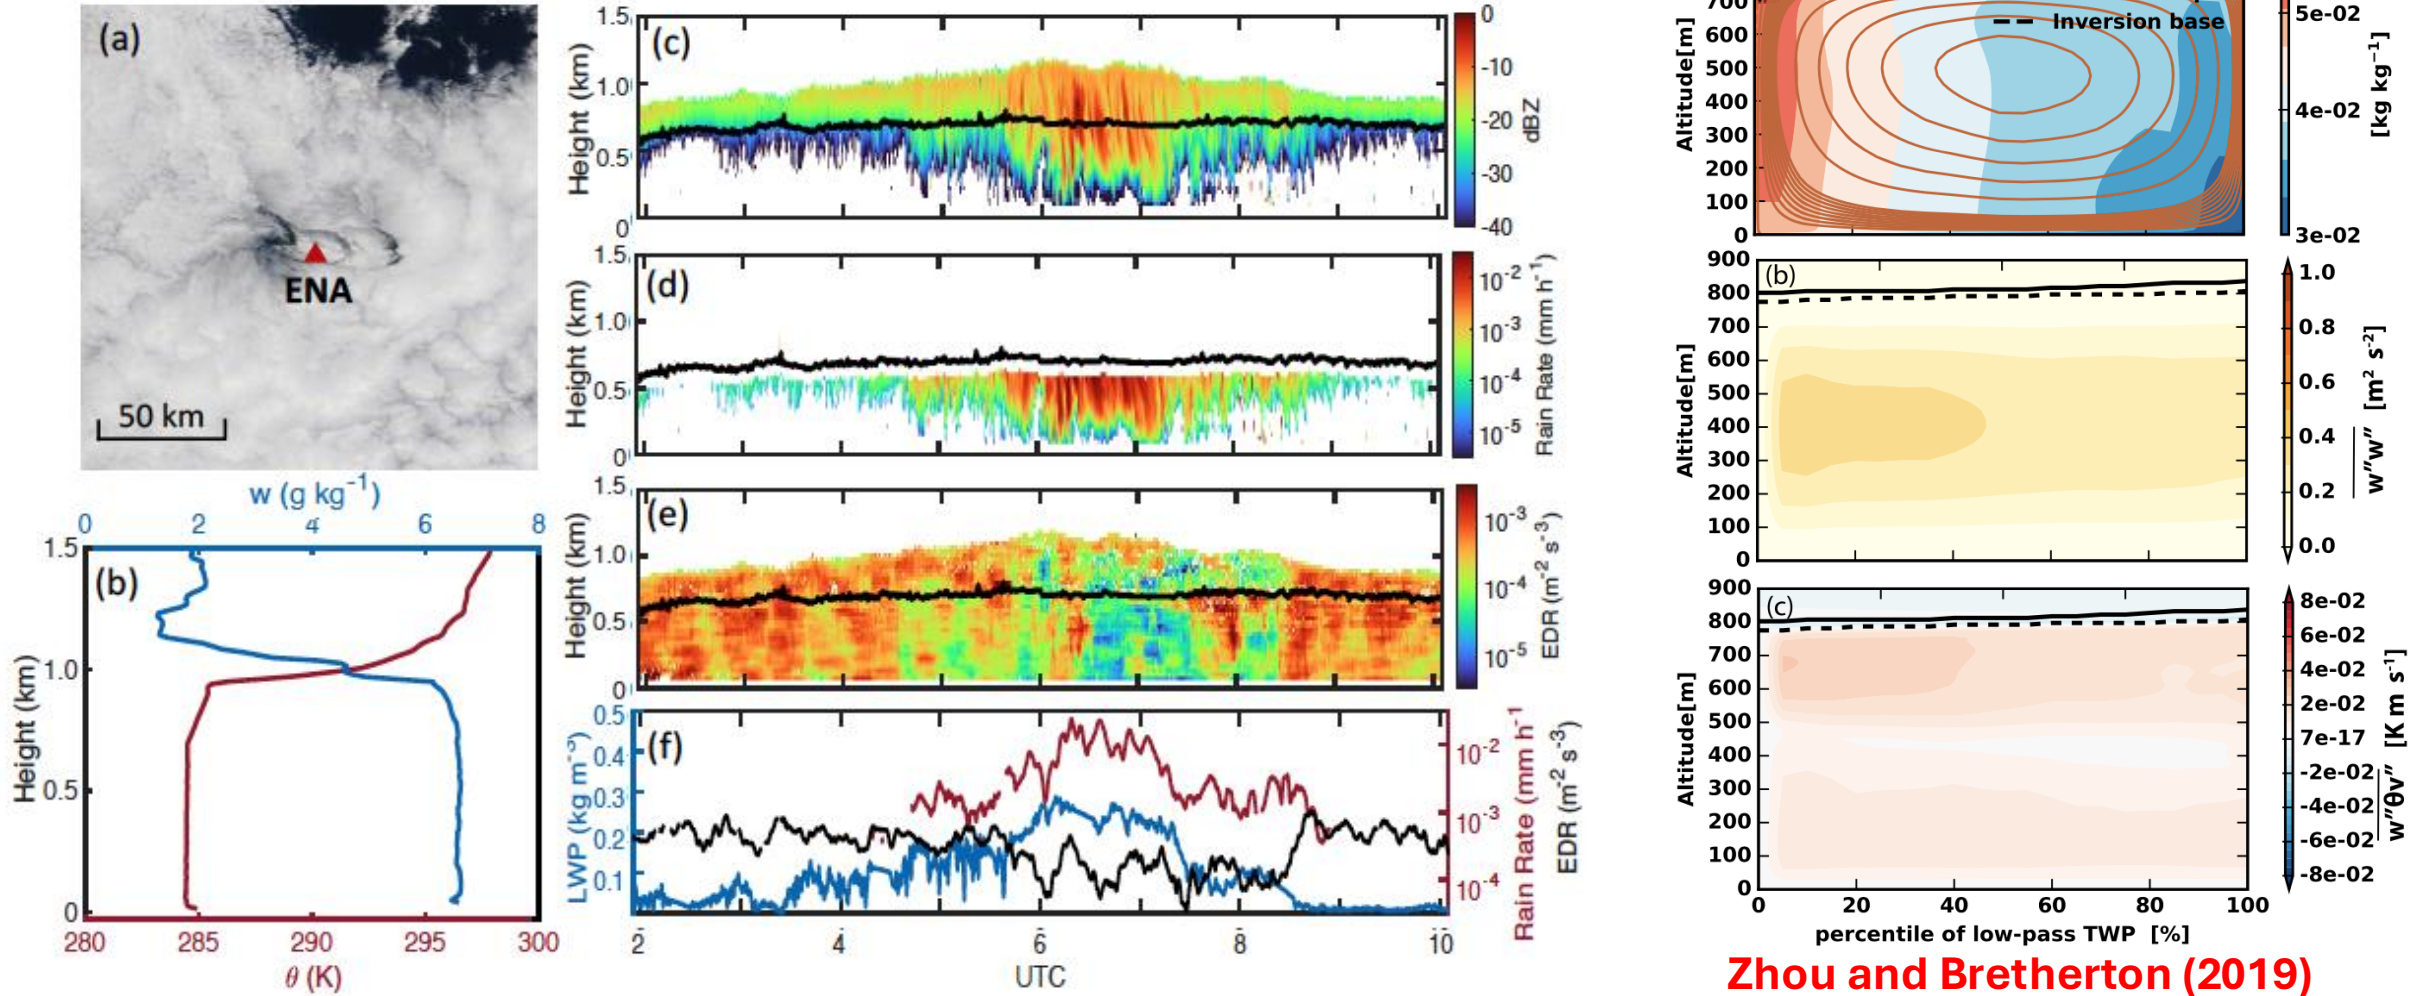 (a)
ENA
50 km
w (g kg⁻¹)
0 2 4 6 8
(b)
Height (km)
1.5
1.0
0.5
0
280 285 290 295 300
θ (K)
(c)
Height (km)
1.5
1.0
0.5
0
-0
-10
-20
-30
-40
dBZ
(d)
Height (km)
1.5
1.0
0.5
0
10⁻²
10⁻³
10⁻⁴
10⁻⁵
Rain Rate (mm h⁻¹)
(e)
Height (km)
1.5
1.0
0.5
0
10⁻³
10⁻⁴
10⁻⁵
EDR (m⁻² s⁻³)
(f)
LWP (kg m⁻³)
0.5
0.4
0.3
0.2
0.1
10⁻²
10⁻³
10⁻⁴
Rain Rate (mm h⁻¹)
EDR (m⁻² s⁻³)
2 4 6 8 10
UTC
Inversion base
Altitude[m]
700
600
500
400
300
200
100
0
5e-02
4e-02
3e-02
[kg kg⁻¹]
(b)
Altitude[m]
900
800
700
600
500
400
300
200
100
0
1.0
0.8
0.6
0.4
0.2
0.0
w″w″ [m² s⁻²]
(c)
Altitude[m]
900
800
700
600
500
400
300
200
100
0
8e-02
6e-02
4e-02
2e-02
7e-17
-2e-02
-4e-02
-6e-02
-8e-02
w″θv″ [K m s⁻¹]
0 20 40 60 80 100
percentile of low-pass TWP [%]
Zhou and Bretherton (2019)